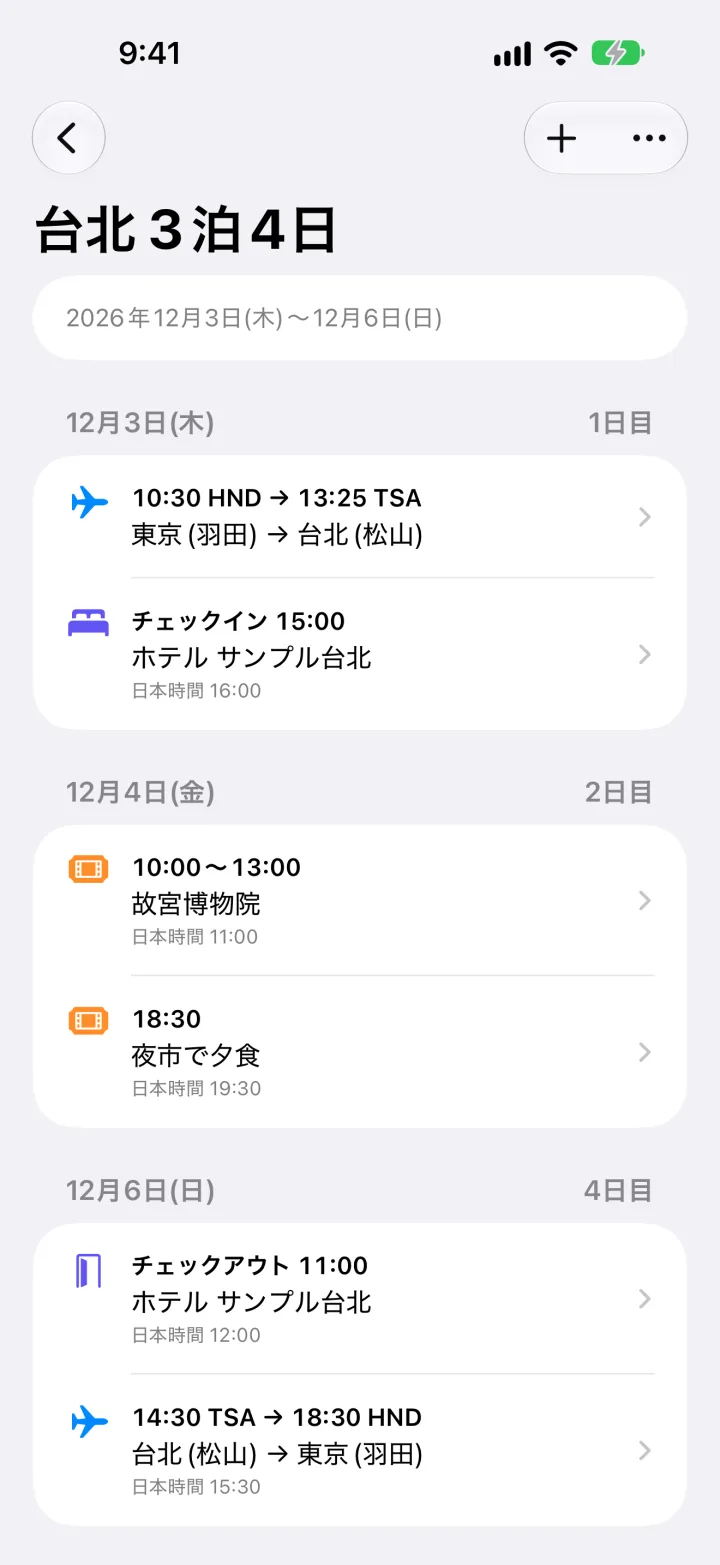 9:41
台北3泊4日
2026年12月3日(木)〜12月6日(日)
12月3日(木) 1日目
10:30 HND → 13:25 TSA
東京(羽田) → 台北(松山)
チェックイン 15:00
ホテル サンプル台北
日本時間 16:00
12月4日(金) 2日目
10:00〜13:00
故宮博物院
日本時間 11:00
18:30
夜市で夕食
日本時間 19:30
12月6日(日) 4日目
チェックアウト 11:00
ホテル サンプル台北
日本時間 12:00
14:30 TSA → 18:30 HND
台北(松山) → 東京(羽田)
日本時間 15:30